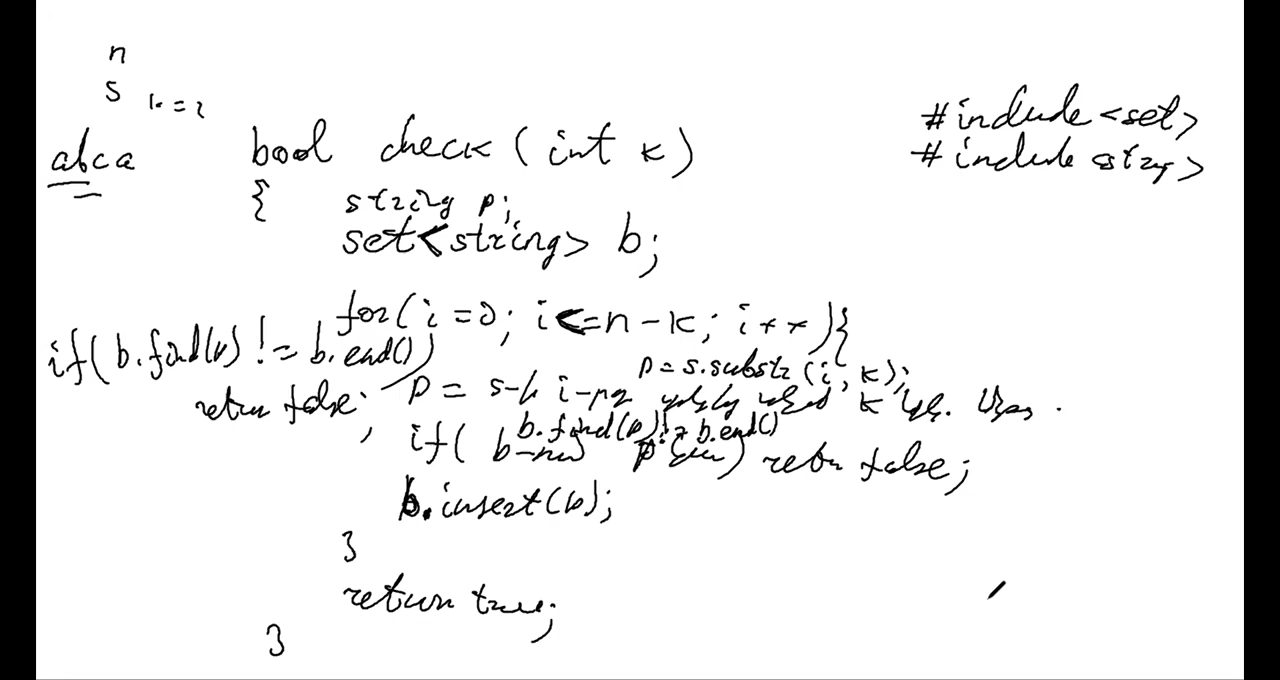 n
s
k=2
abca
#include <set>
#include <string>
bool check (int k)
{
string p;
set<string> b;
for(i=0; i<=n-k; i++){
if( b.find(p) != b.end())
return false;
p=s.substr(i, k);
p =
b.find(p)!=b.end()
if( ) return false;
b.insert(p);
}
return true;
}